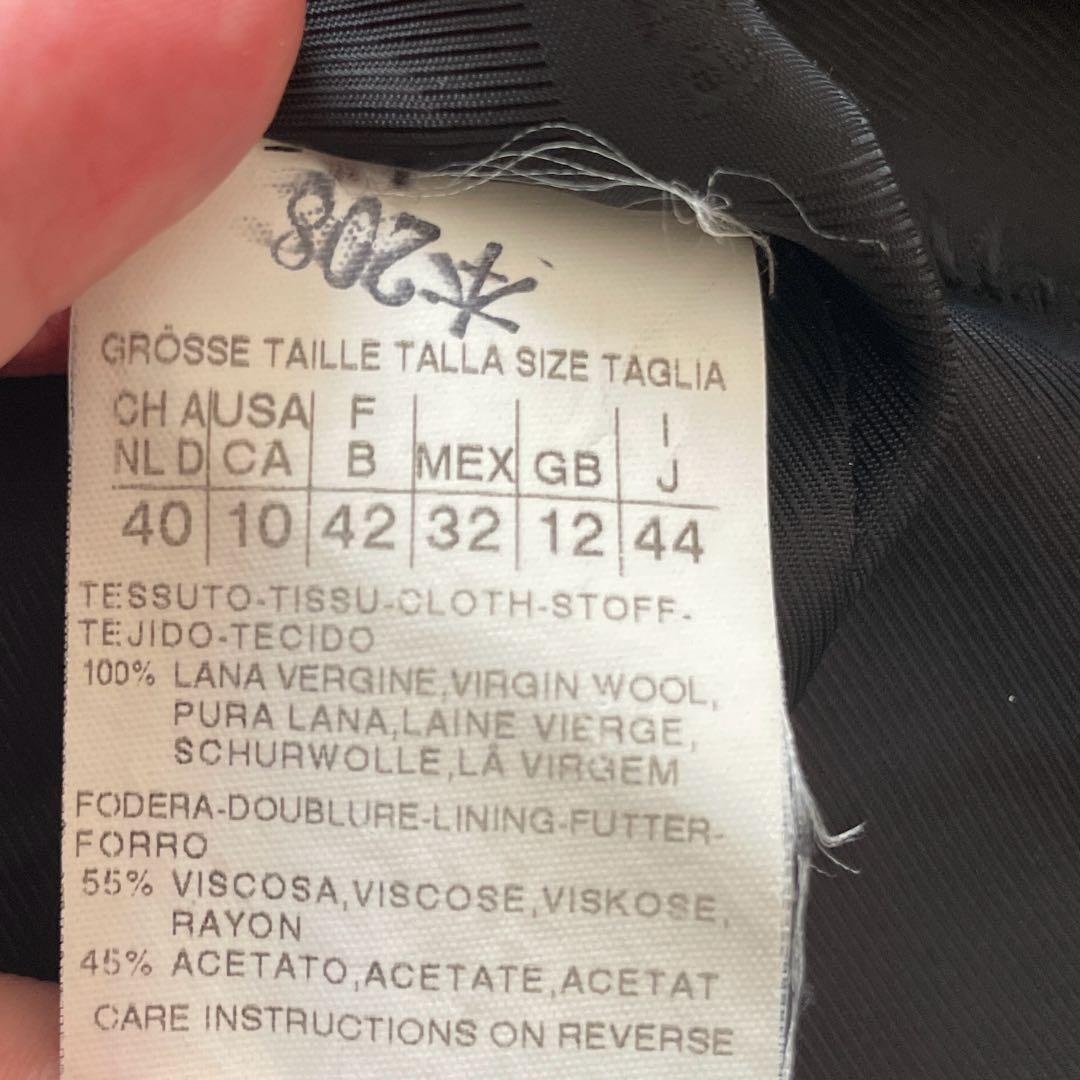 208
GRÖSSE TAILLE TALLA SIZE TAGLIA
CH A USA F I
NL D CA B MEX GB J
40 10 42 32 12 44
TESSUTO-TISSU-CLOTH-STOFF-
TEJIDO-TECIDO
100% LANA VERGINE,VIRGIN WOOL,
PURA LANA,LAINE VIERGE,
SCHURWOLLE,LÂ VIRGEM
FODERA-DOUBLURE-LINING-FUTTER-
FORRO
55% VISCOSA,VISCOSE,VISKOSE,
RAYON
45% ACETATO,ACETATE,ACETAT
CARE INSTRUCTIONS ON REVERSE